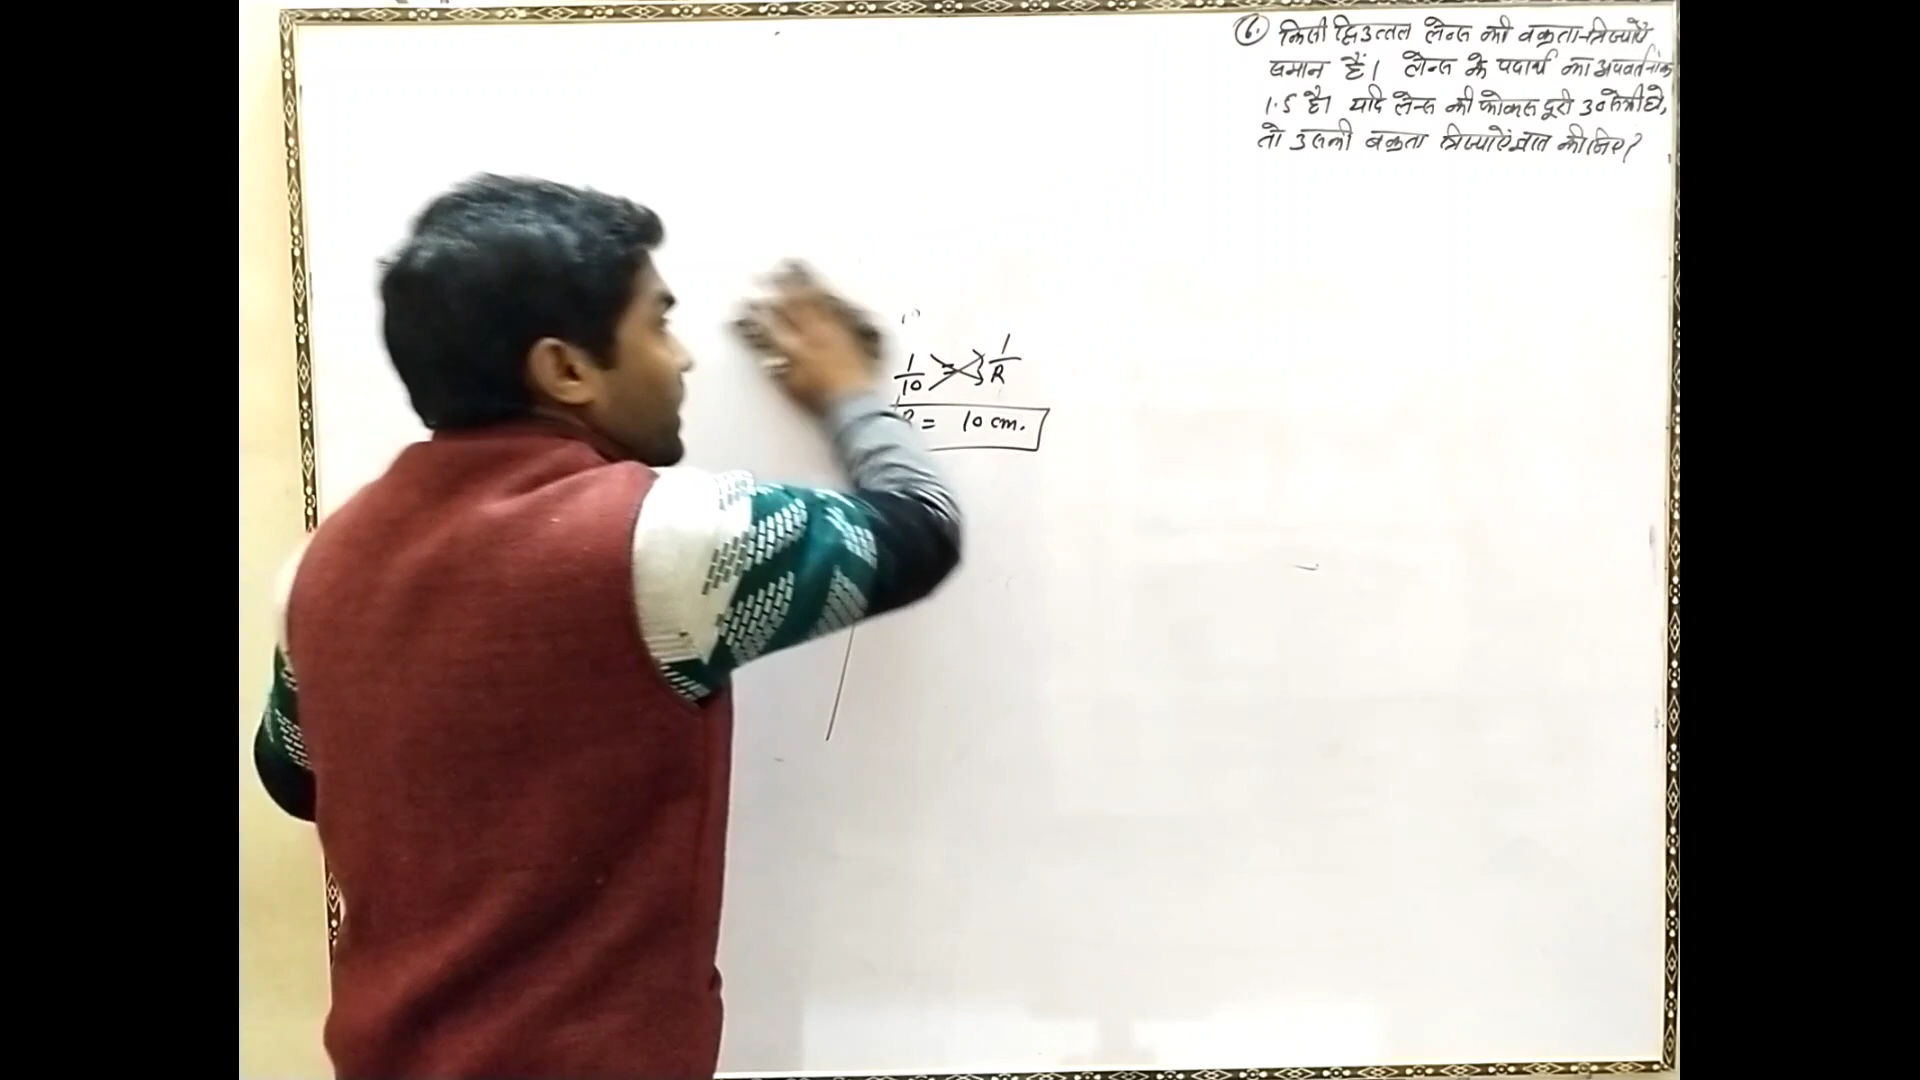 6. किसी द्वि उत्तल लेन्स की वक्रता-त्रिज्याऐं
समान हैं। लेन्स के पदार्थ का अपवर्तनांक
1.5 है। यदि लेन्स की फोकस दूरी 30 सेमी हो,
तो उसकी वक्रता त्रिज्याऐं ज्ञात कीजिए?
1/10 = 1/R
R = 10 cm.